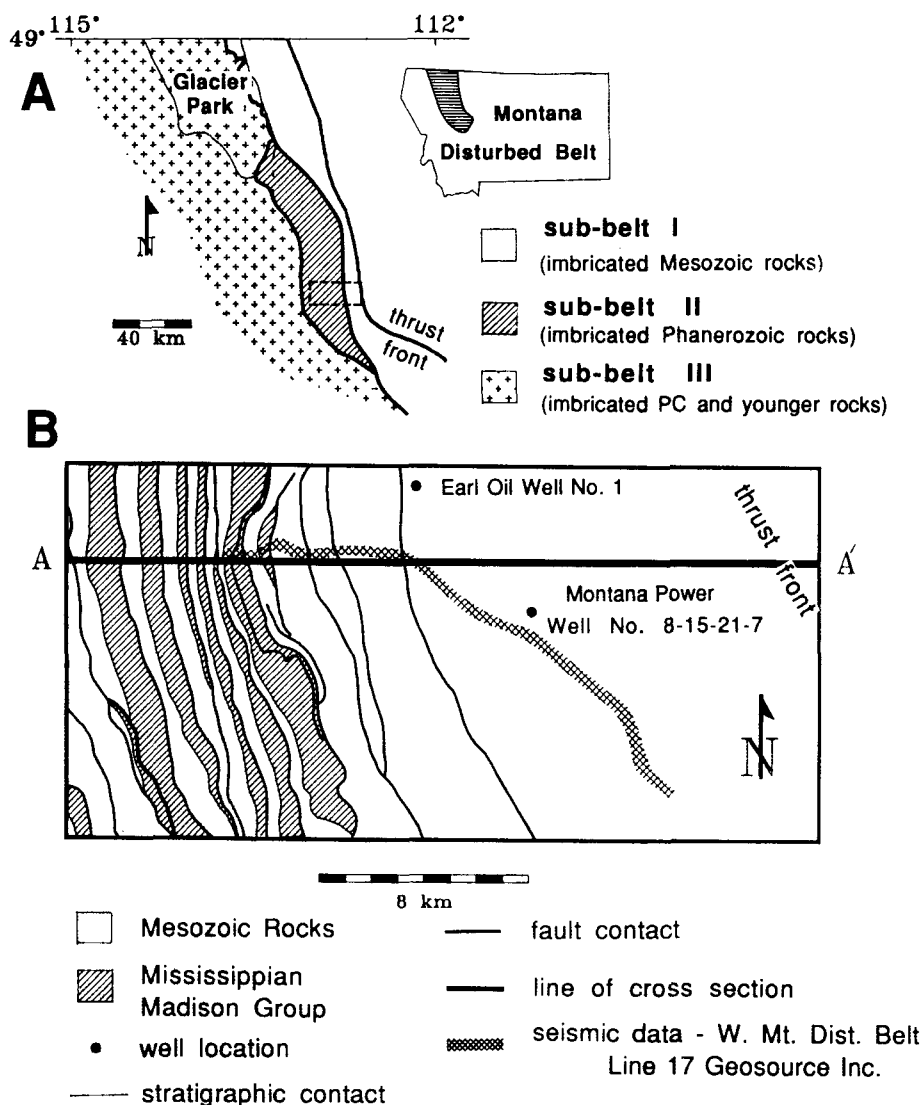 115°
112°
49°
A
Glacier
Park
Montana
Disturbed Belt
N
40 km
thrust
front
sub-belt I
(imbricated Mesozoic rocks)
sub-belt II
(imbricated Phanerozoic rocks)
sub-belt III
(imbricated PC and younger rocks)
B
Earl Oil Well No. 1
thrust
front
A
A′
Montana Power
Well No. 8-15-21-7
N
8 km
Mesozoic Rocks
Mississippian
Madison Group
well location
stratigraphic contact
fault contact
line of cross section
seismic data - W. Mt. Dist. Belt
Line 17 Geosource Inc.